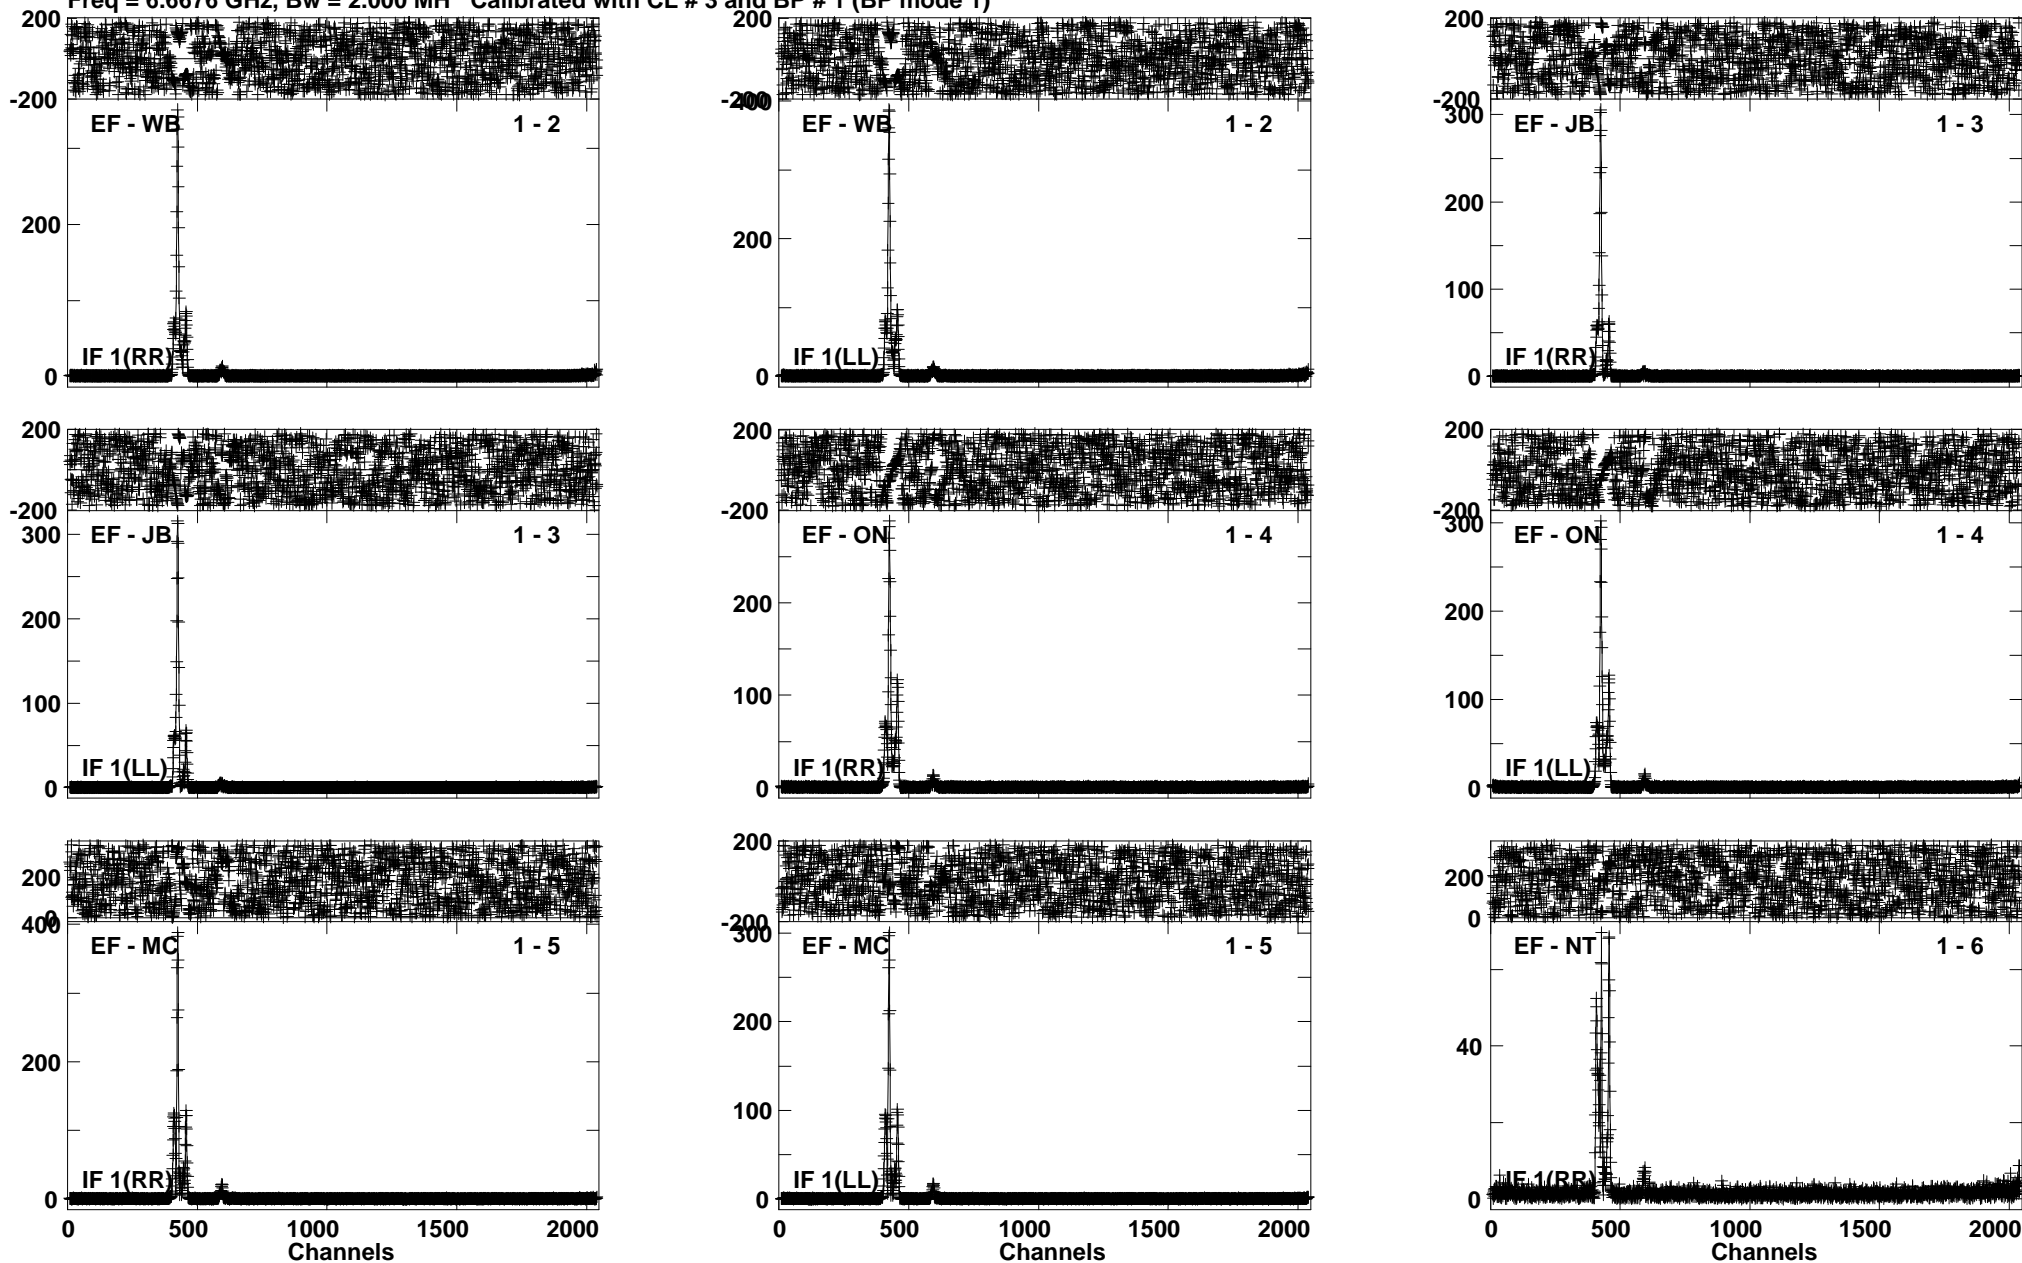 Freq = 6.6676 GHz, Bw = 2.000 MH Calibrated with CL # 3 and BP # 1 (BP mode 1)
200
-200
EF - WB 1 - 2
200
0
IF 1(RR)
200
-200
400
EF - WB 1 - 2
200
0
IF 1(LL)
200
-200
300
EF - JB 1 - 3
200
100
0
IF 1(RR)
200
-200
300
EF - JB 1 - 3
200
100
0
IF 1(LL)
200
-200
EF - ON 1 - 4
200
100
0
IF 1(RR)
200
-200
300
EF - ON 1 - 4
200
100
0
IF 1(LL)
200
0
400
EF - MC 1 - 5
200
0
IF 1(RR)
0 500 1000 1500 2000
Channels
200
-200
300
EF - MC 1 - 5
200
100
0
IF 1(LL)
0 500 1000 1500 2000
Channels
200
0
EF - NT 1 - 6
40
0
IF 1(RR)
0 500 1000 1500 2000
Channels